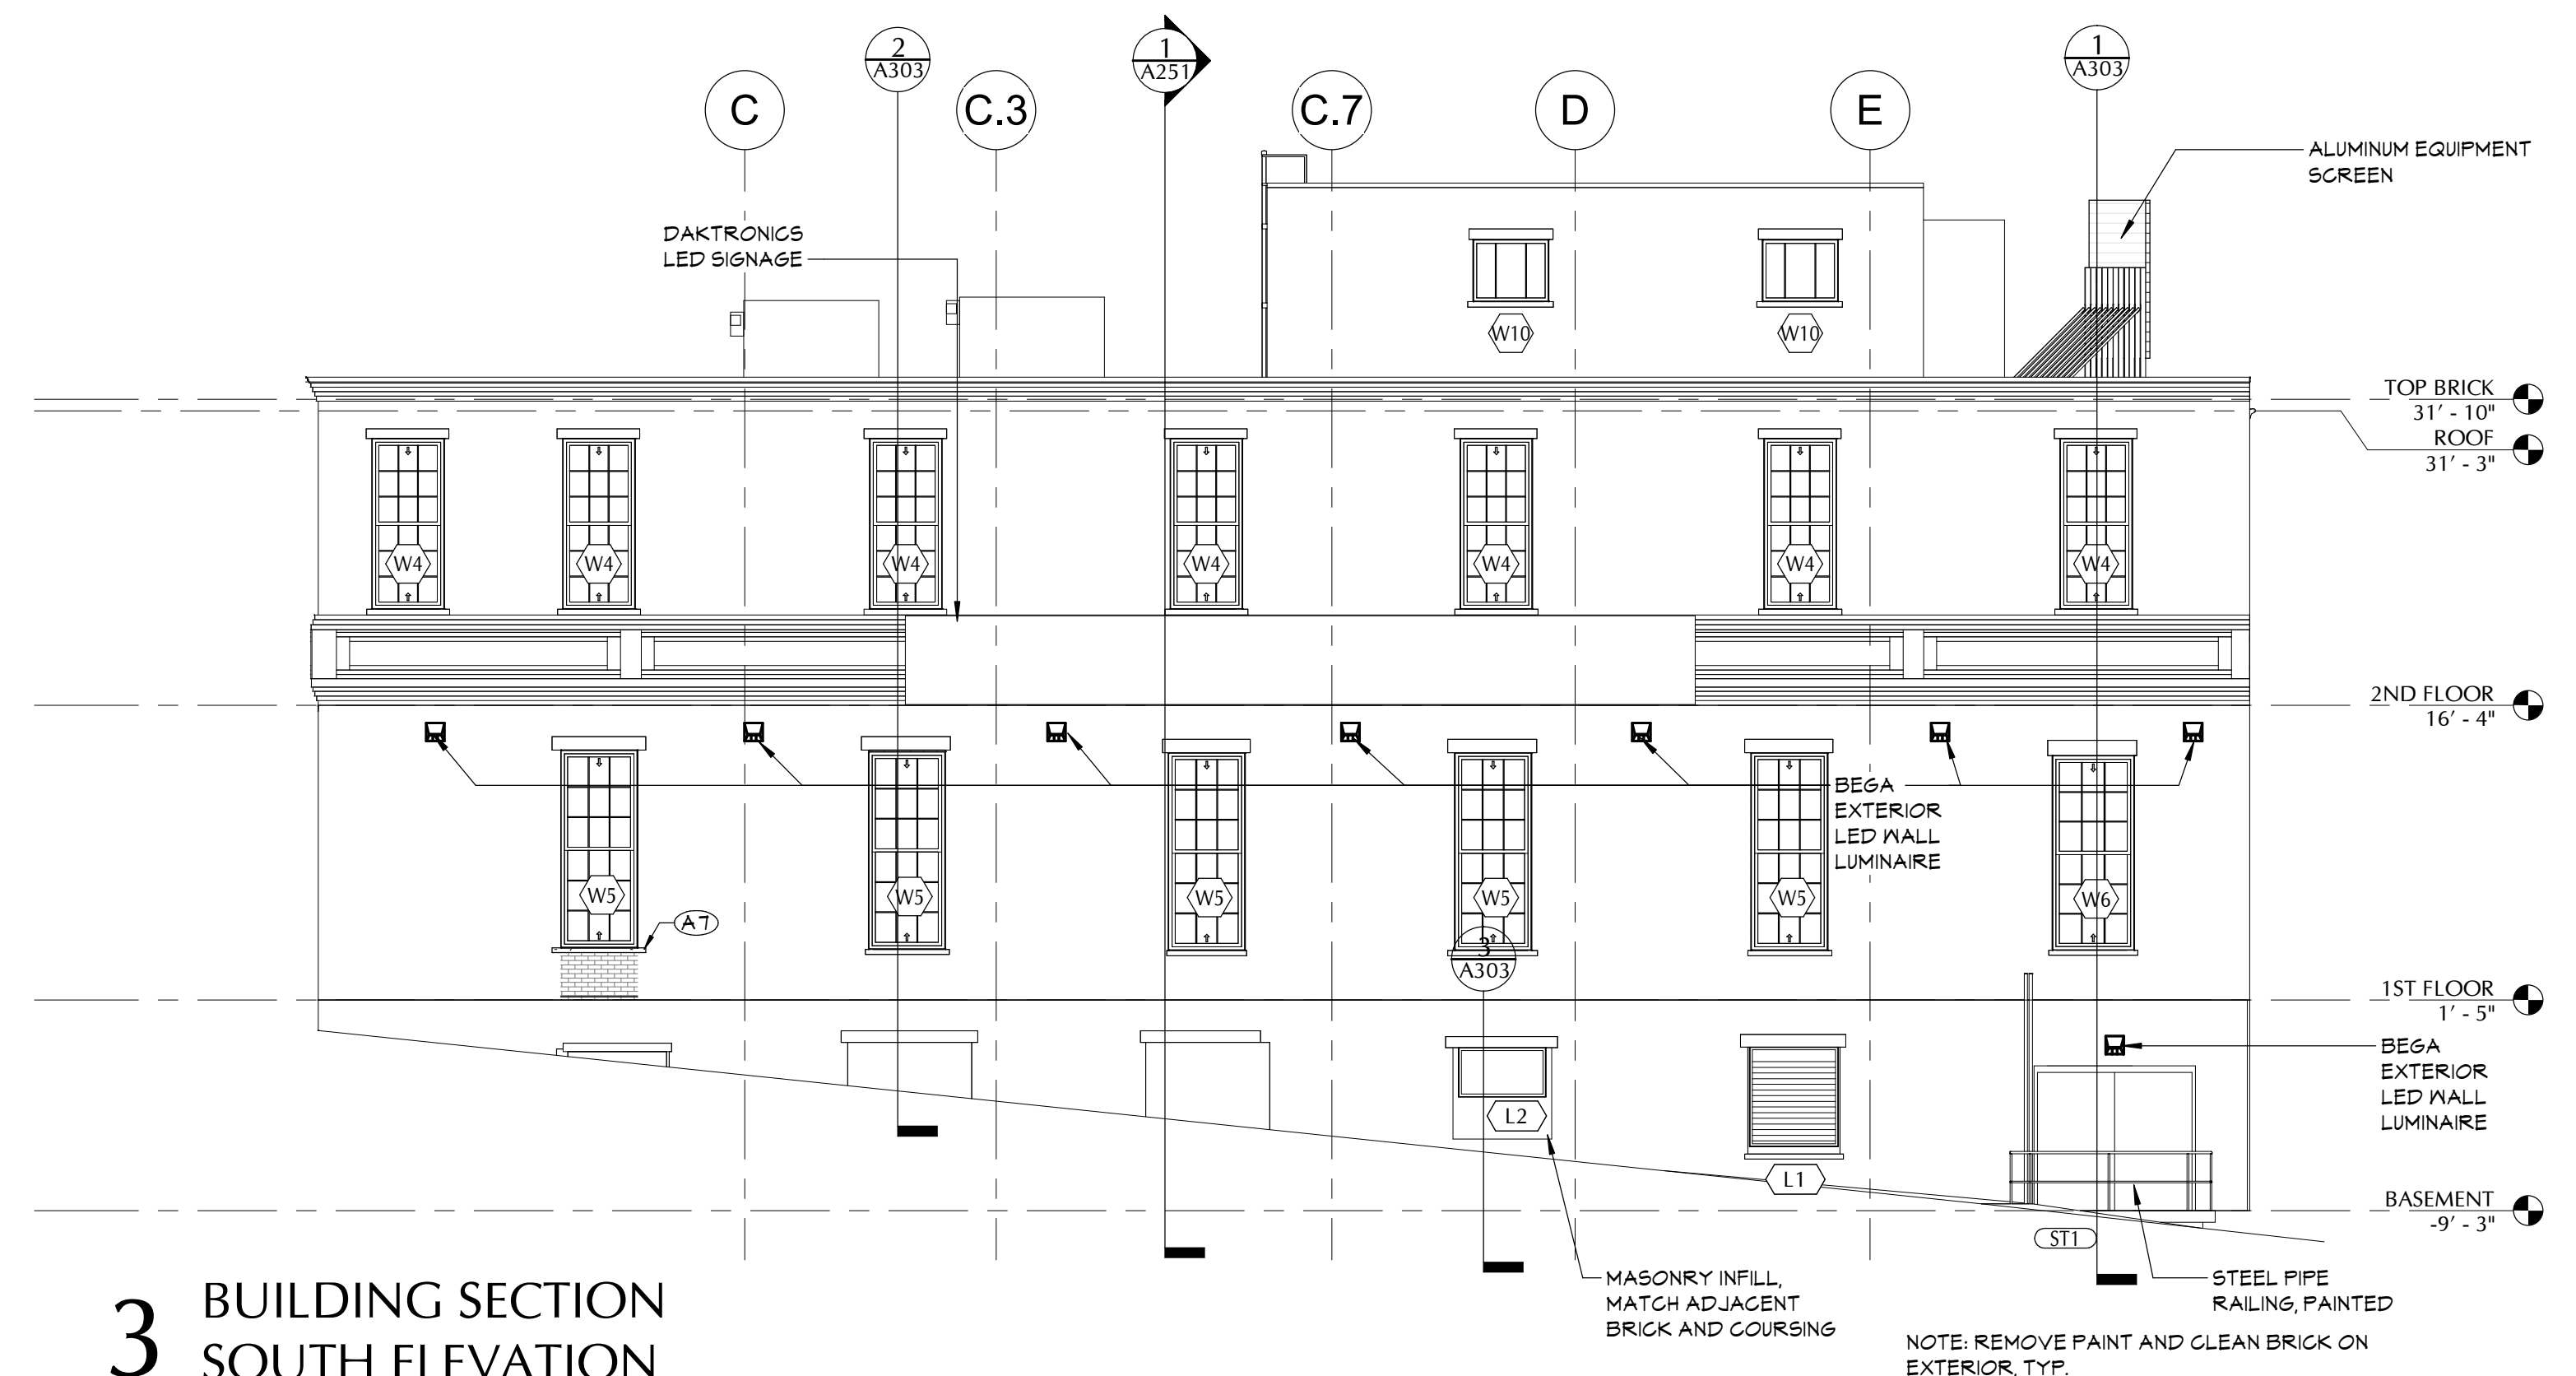 2
A303
1
A251
1
A303
C
C.3
C.7
D
E
ALUMINUM EQUIPMENT
SCREEN
DAKTRONICS
LED SIGNAGE
W10
W10
TOP BRICK
31' - 10"
ROOF
31' - 3"
W4
W4
W4
W4
W4
W4
W4
2ND FLOOR
16' - 4"
BEGA
EXTERIOR
LED WALL
LUMINAIRE
W5
W5
W5
W5
W5
W6
A7
3
A303
1ST FLOOR
1' - 5"
BEGA
EXTERIOR
LED WALL
LUMINAIRE
L2
L1
BASEMENT
-9' - 3"
ST1
MASONRY INFILL,
MATCH ADJACENT
BRICK AND COURSING
STEEL PIPE
RAILING, PAINTED
NOTE: REMOVE PAINT AND CLEAN BRICK ON
EXTERIOR, TYP.
3
BUILDING SECTION
SOUTH ELEVATION